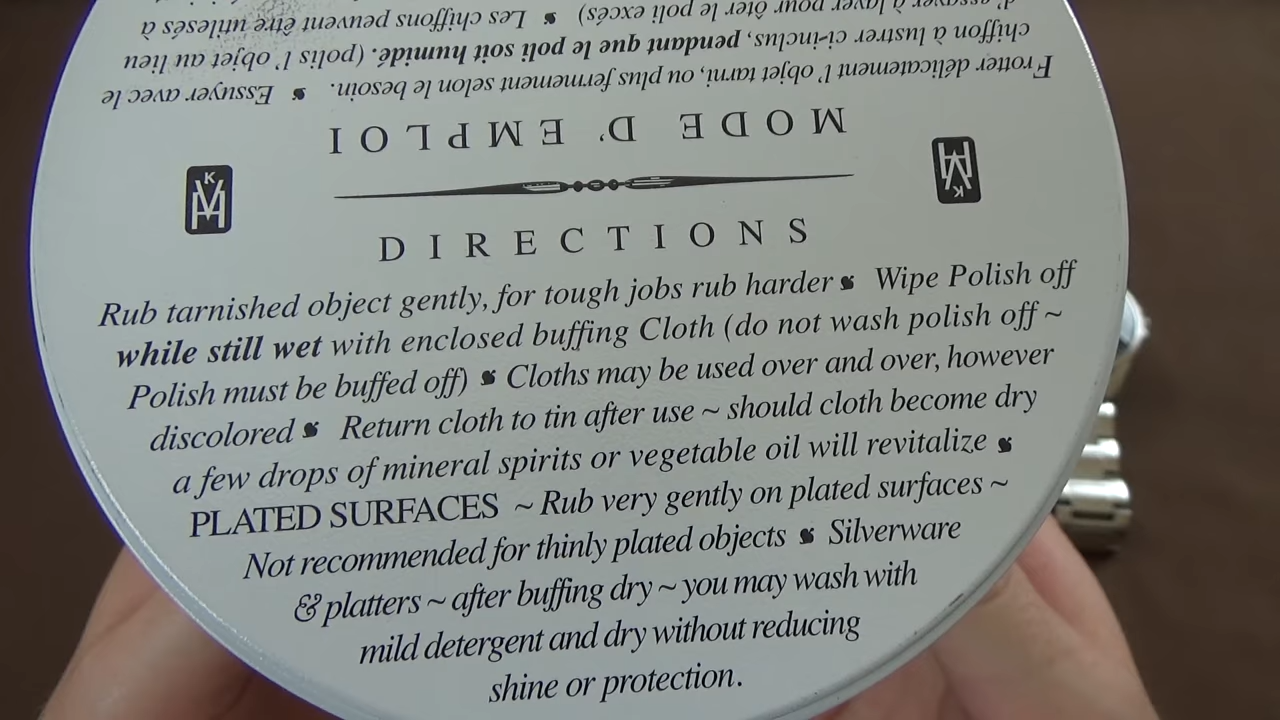 d'essayer à laver pour ôter le poli excés) Les chiffons peuvent être utilésés à
chiffon à lustrer ci-inclus, pendant que le poli soit humidé. (polis l'objet au lieu
Frotter délicatément l'objet tarni, ou plus fermement selon le besoin. Essuyer avec le
MODE D'EMPLOI
DIRECTIONS
Rub tarnished object gently, for tough jobs rub harder Wipe Polish off
while still wet with enclosed buffing Cloth (do not wash polish off ~
Polish must be buffed off) Cloths may be used over and over, however
discolored Return cloth to tin after use ~ should cloth become dry
a few drops of mineral spirits or vegetable oil will revitalize
PLATED SURFACES ~ Rub very gently on plated surfaces ~
Not recommended for thinly plated objects Silverware
& platters ~ after buffing dry ~ you may wash with
mild detergent and dry without reducing
shine or protection.